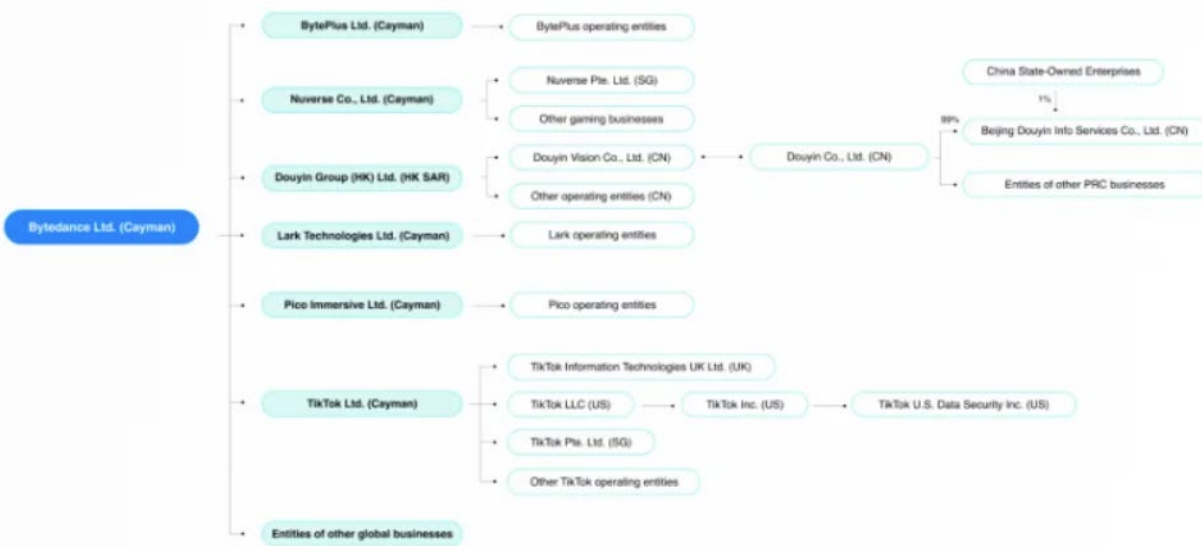 BytePlus Ltd. (Cayman)
BytePlus operating entities
Nuverse Co., Ltd. (Cayman)
Nuverse Pte. Ltd. (SG)
Other gaming businesses
China State-Owned Enterprises
1%
99%
Beijing Douyin Info Services Co., Ltd. (CN)
Douyin Group (HK) Ltd. (HK SAR)
Douyin Vision Co., Ltd. (CN)
Douyin Co., Ltd. (CN)
Other operating entities (CN)
Entities of other PRC businesses
Bytedance Ltd. (Cayman)
Lark Technologies Ltd. (Cayman)
Lark operating entities
Pico Immersive Ltd. (Cayman)
Pico operating entities
TikTok Ltd. (Cayman)
TikTok Information Technologies UK Ltd. (UK)
TikTok LLC (US)
TikTok Inc. (US)
TikTok U.S. Data Security Inc. (US)
TikTok Pte. Ltd. (SG)
Other TikTok operating entities
Entities of other global businesses